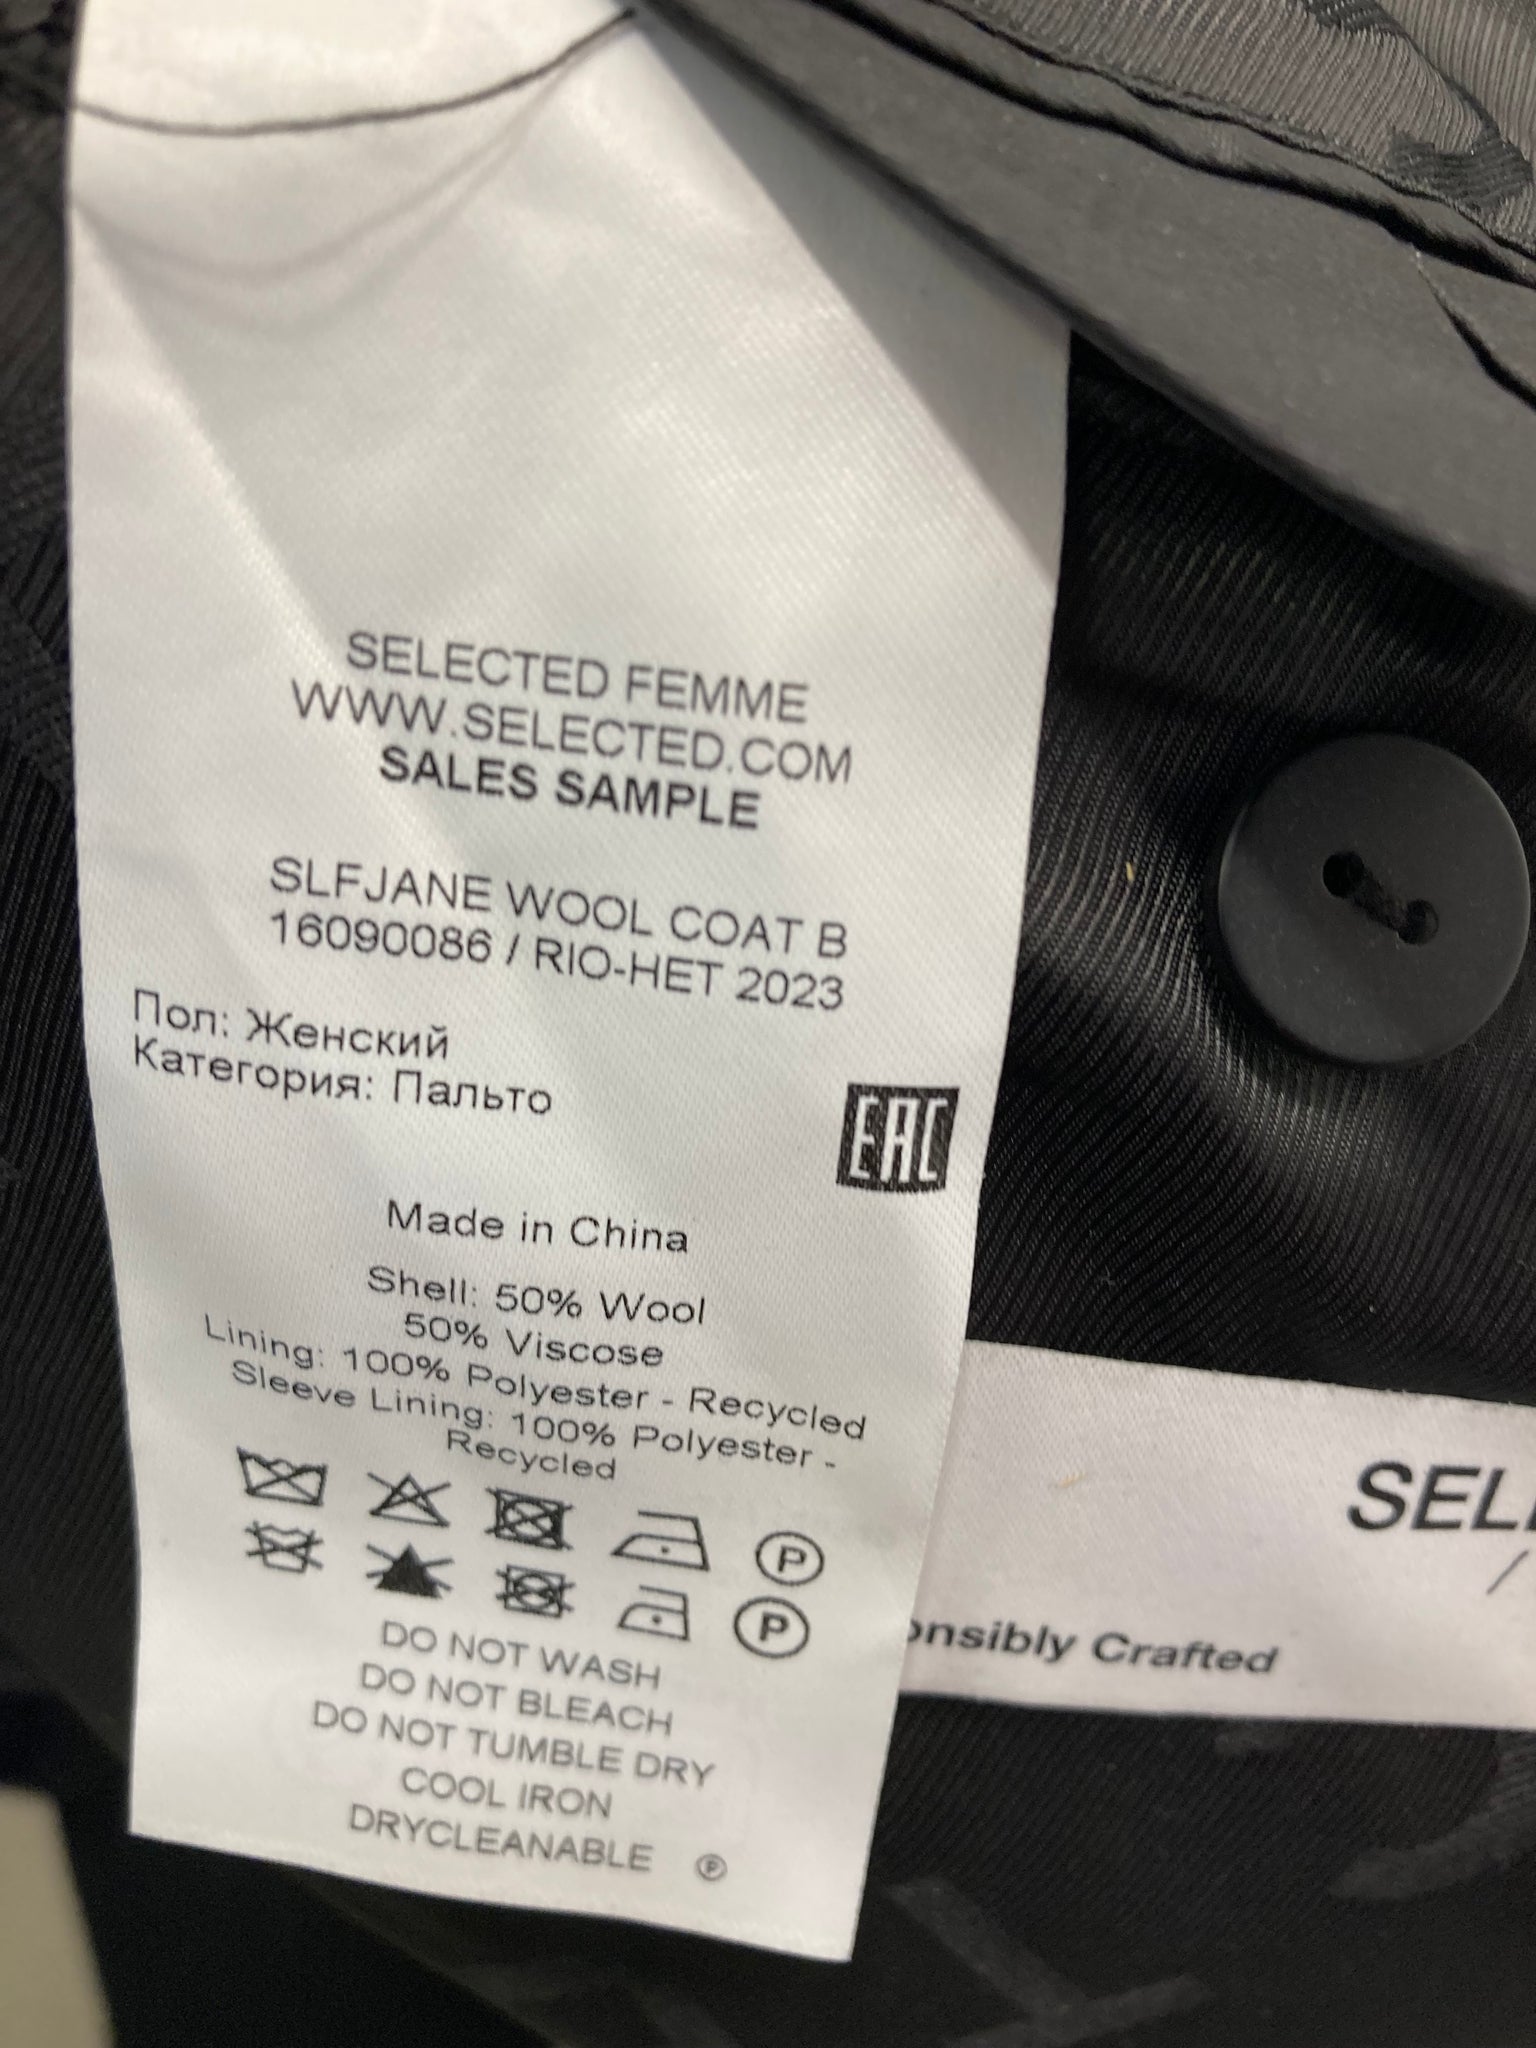 SELECTED FEMME
WWW.SELECTED.COM
SALES SAMPLE
SLFJANE WOOL COAT B
16090086 / RIO-HET 2023
Пол: Женский
Категория: Пальто
EAC
Made in China
Shell: 50% Wool
50% Viscose
Lining: 100% Polyester - Recycled
Sleeve Lining: 100% Polyester -
Recycled
P
P
DO NOT WASH
DO NOT BLEACH
DO NOT TUMBLE DRY
COOL IRON
DRYCLEANABLE Ⓟ
SEL
/
onsibly Crafted